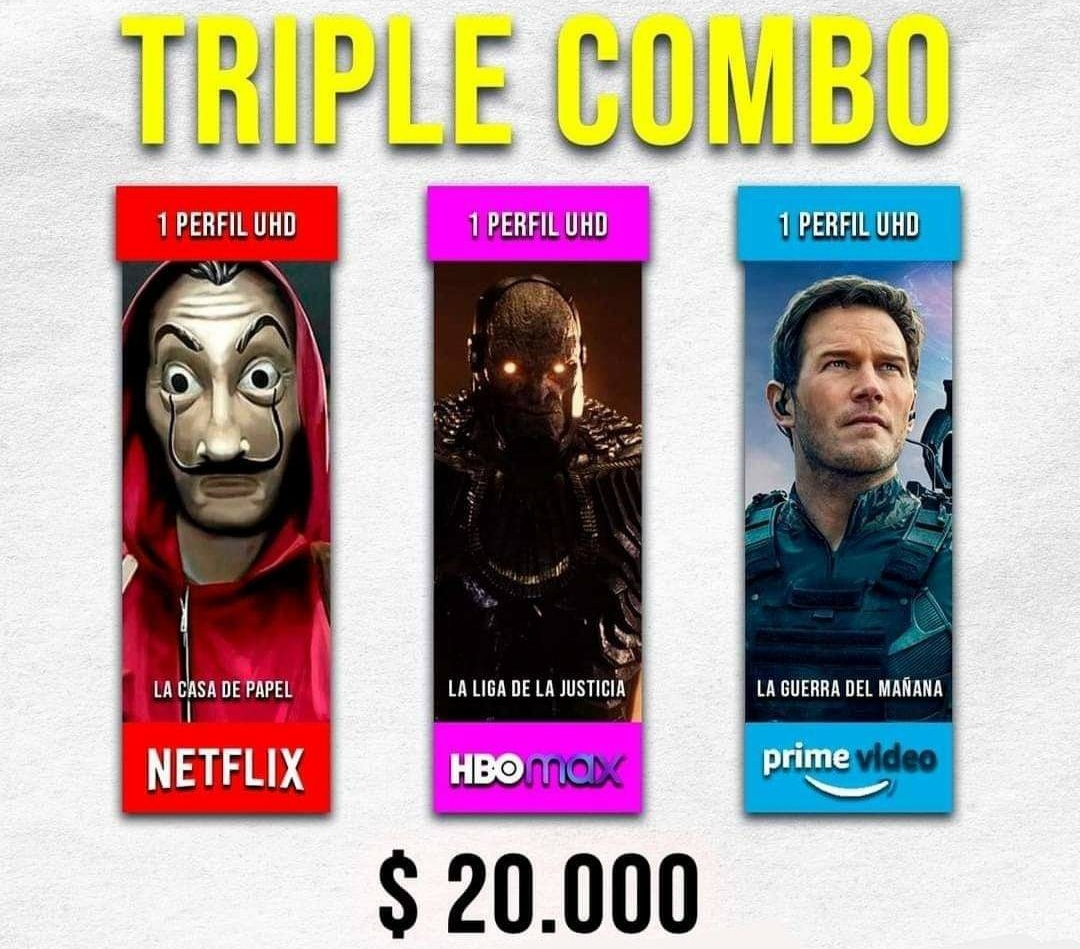 TRIPLE COMBO
1 PERFIL UHD
1 PERFIL UHD
1 PERFIL UHD
LA CASA DE PAPEL
LA LIGA DE LA JUSTICIA
LA GUERRA DEL MAÑANA
NETFLIX
HBOmax
prime video
$ 20.000